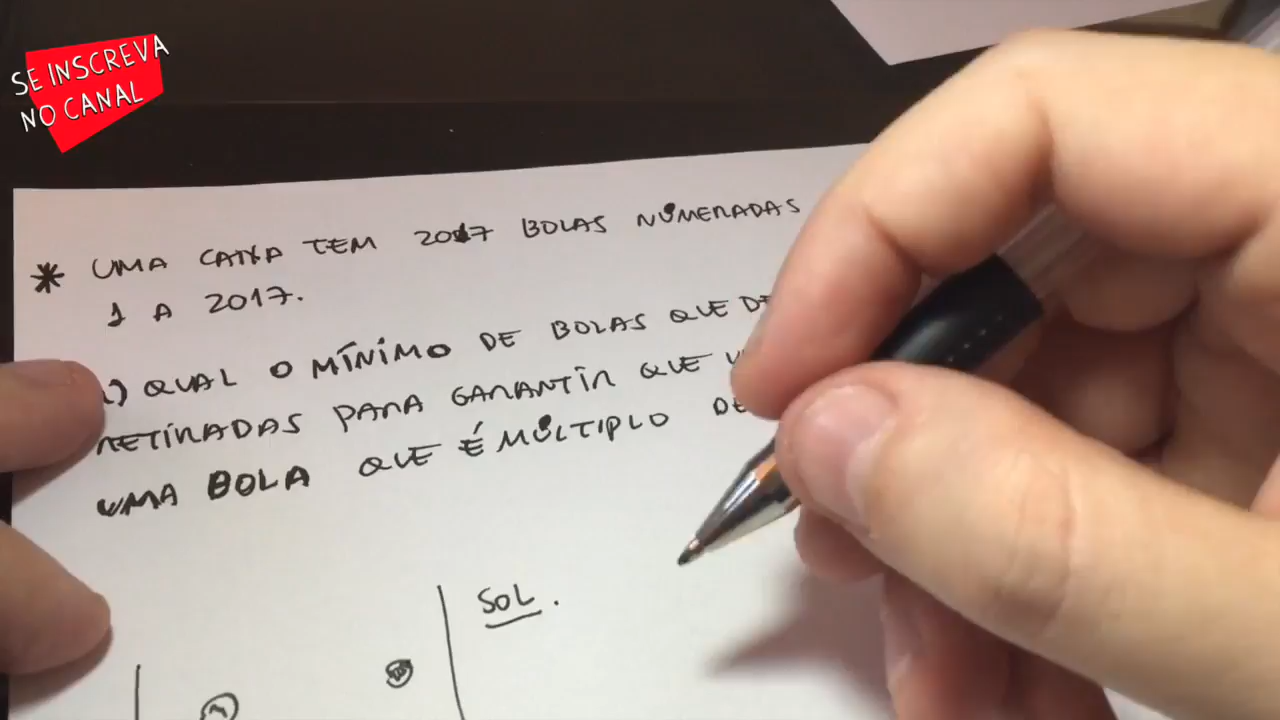 SE INSCREVA
NO CANAL
* UMA CAIXA TEM 2017 BOLAS NUMERADAS
1 A 2017.
) QUAL O MÍNIMO DE BOLAS QUE
RETIRADAS PARA GARANTIR QUE
UMA BOLA QUE É MÚLTIPLO
SOL.